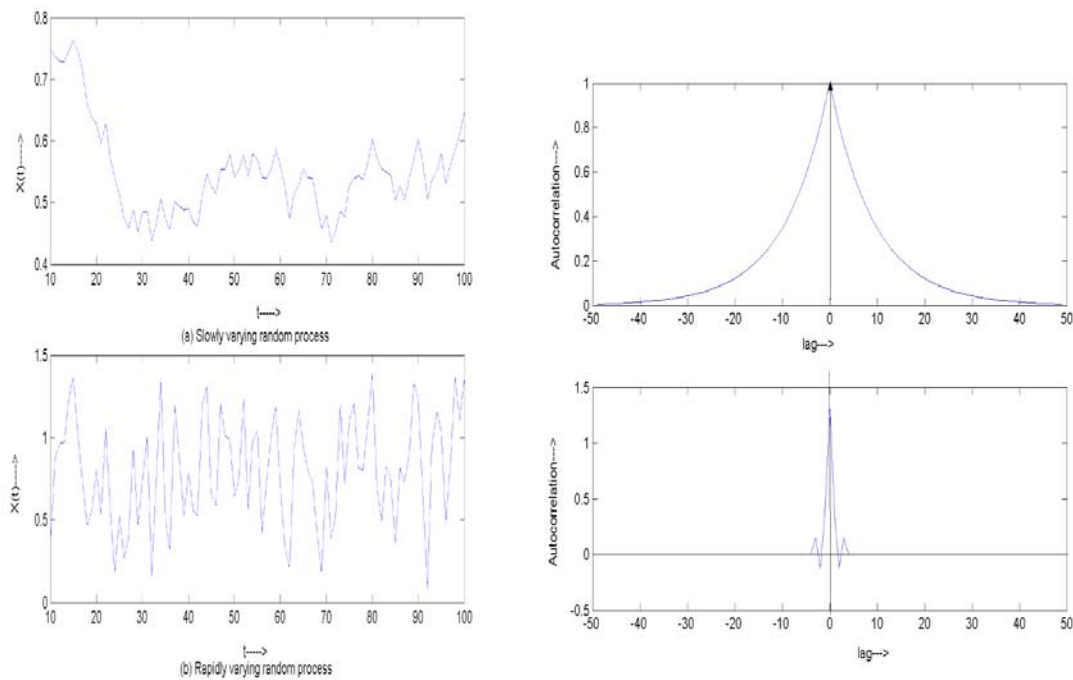 0.8
0.7
0.6
0.5
0.4
X(t)----->
10 20 30 40 50 60 70 80 90 100
t----->
(a) Slowly varying random process
1
0.8
0.6
0.4
0.2
0
Autocorrelation--->
-50 -40 -30 -20 -10 0 10 20 30 40 50
lag--->
1.5
1
0.5
0
X(t)----->
10 20 30 40 50 60 70 80 90 100
t----->
(b) Rapidly varying random process
1.5
1
0.5
0
-0.5
Autocorrelation--->
-50 -40 -30 -20 -10 0 10 20 30 40 50
lag--->